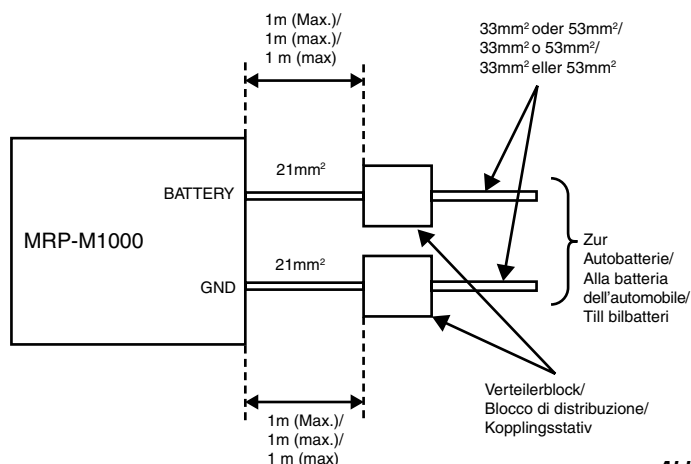 1m (Max.)/
1m (max.)/
1 m (max)
33mm² oder 53mm²/
33mm² o 53mm²/
33mm² eller 53mm²
21mm²
BATTERY
MRP-M1000
21mm²
GND
Zur
Autobatterie/
Alla batteria
dell'automobile/
Till bilbatteri
Verteilerblock/
Blocco di distribuzione/
Kopplingsstativ
1m (Max.)/
1m (max.)/
1 m (max)